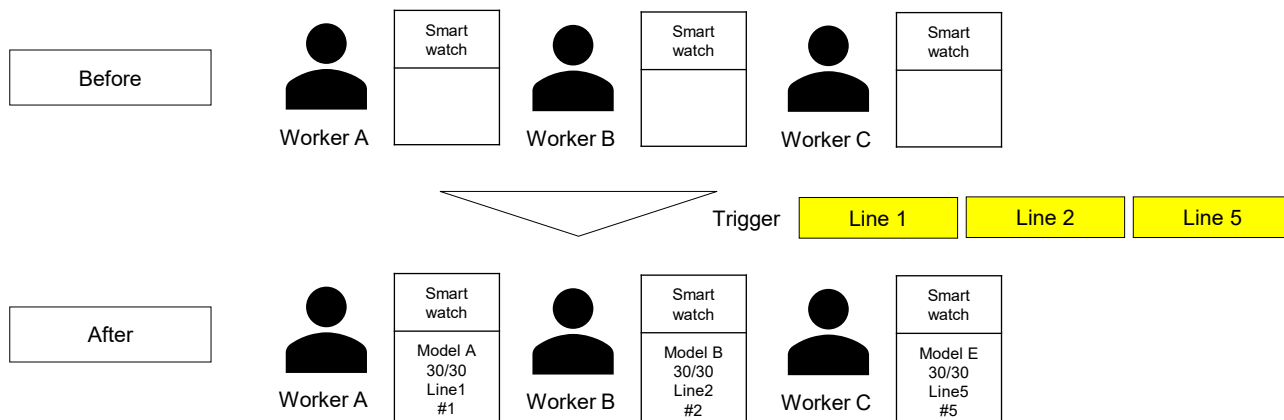 Before
Smart
watch
Worker A
Smart
watch
Worker B
Smart
watch
Worker C
Trigger
Line 1
Line 2
Line 5
After
Smart
watch
Model A
30/30
Line1
#1
Worker A
Smart
watch
Model B
30/30
Line2
#2
Worker B
Smart
watch
Model E
30/30
Line5
#5
Worker C